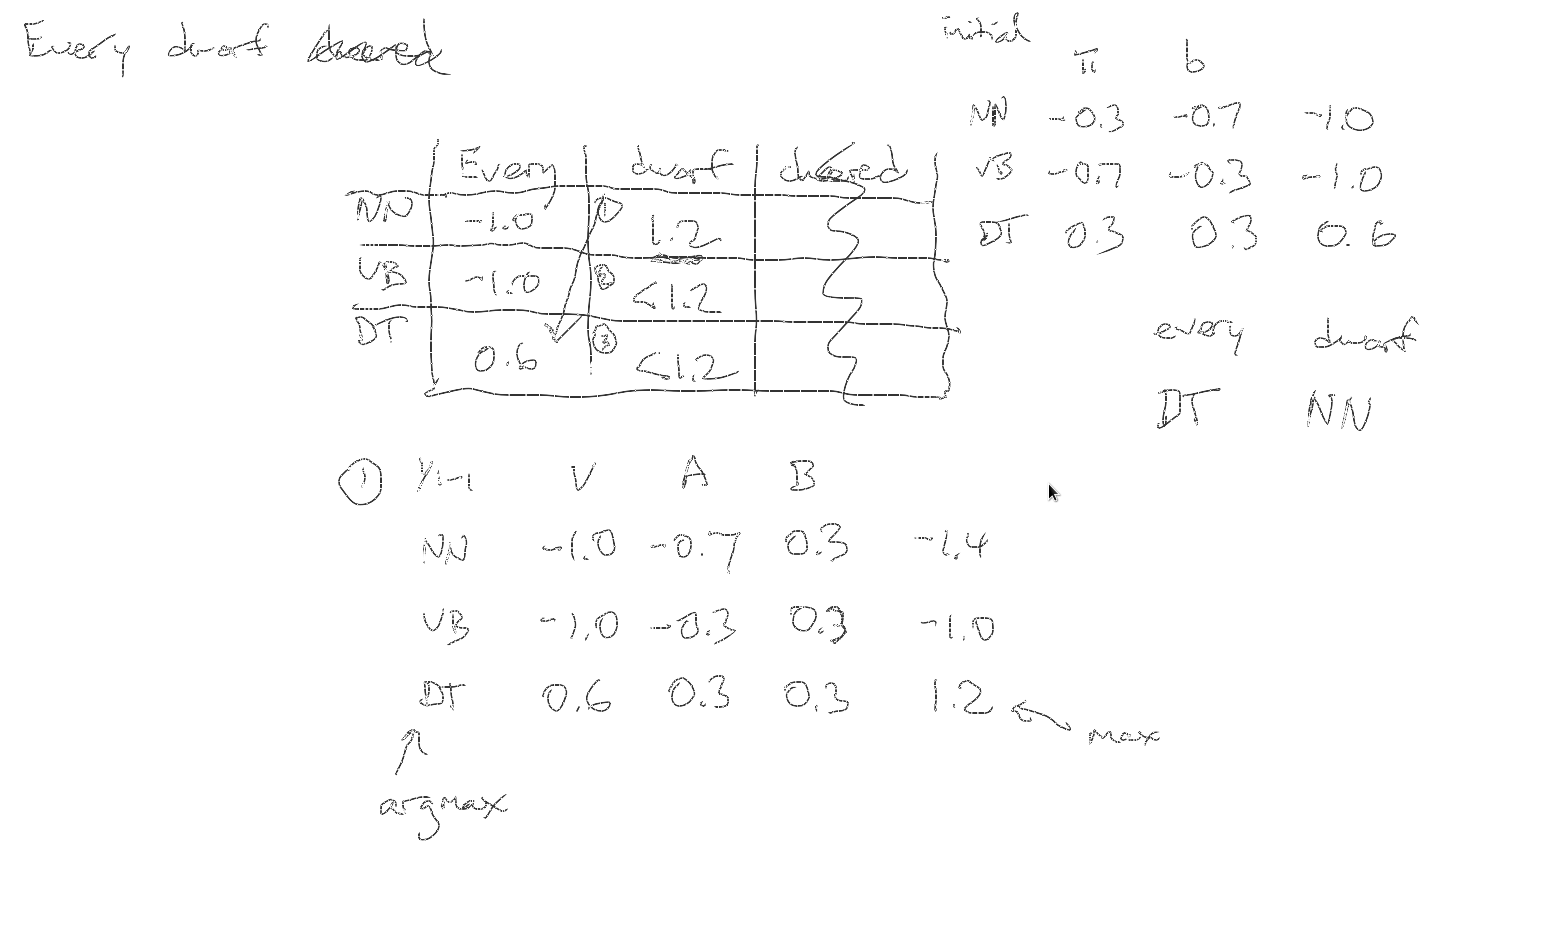 Every dwarf cheered
initial
π b
NN -0.3 -0.7 -1.0
VB -0.7 -0.3 -1.0
DT 0.3 0.3 0.6
Every dwarf cheered
NN -1.0 ① 1.2
VB -1.0 ② <1.2
DT 0.6 ③ <1.2
every dwarf
DT NN
① Yi-1 V A B
NN -1.0 -0.7 0.3 -1.4
VB -1.0 -0.3 0.3 -1.0
DT 0.6 0.3 0.3 1.2
max
argmax